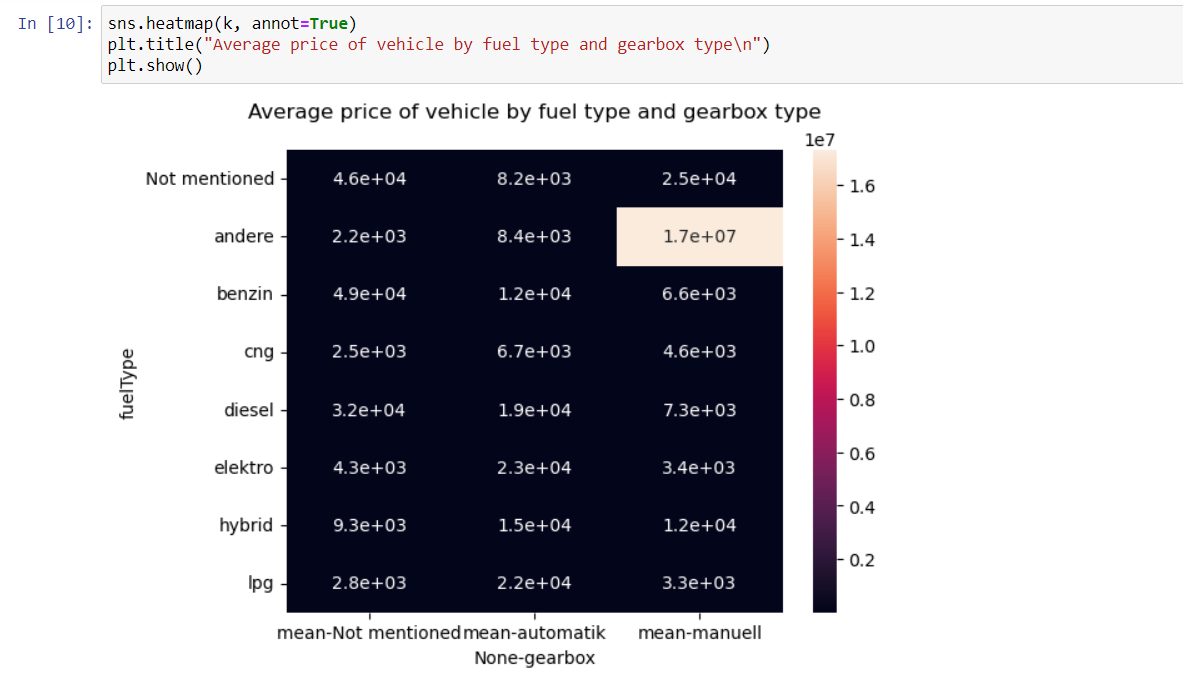 In [10]: sns.heatmap(k, annot=True)
plt.title("Average price of vehicle by fuel type and gearbox type\n")
plt.show()
Average price of vehicle by fuel type and gearbox type
1e7
Not mentioned 4.6e+04 8.2e+03 2.5e+04
andere 2.2e+03 8.4e+03 1.7e+07
benzin 4.9e+04 1.2e+04 6.6e+03
cng 2.5e+03 6.7e+03 4.6e+03
diesel 3.2e+04 1.9e+04 7.3e+03
elektro 4.3e+03 2.3e+04 3.4e+03
hybrid 9.3e+03 1.5e+04 1.2e+04
lpg 2.8e+03 2.2e+04 3.3e+03
fuelType
mean-Not mentioned mean-automatik mean-manuell
None-gearbox
1.6
1.4
1.2
1.0
0.8
0.6
0.4
0.2